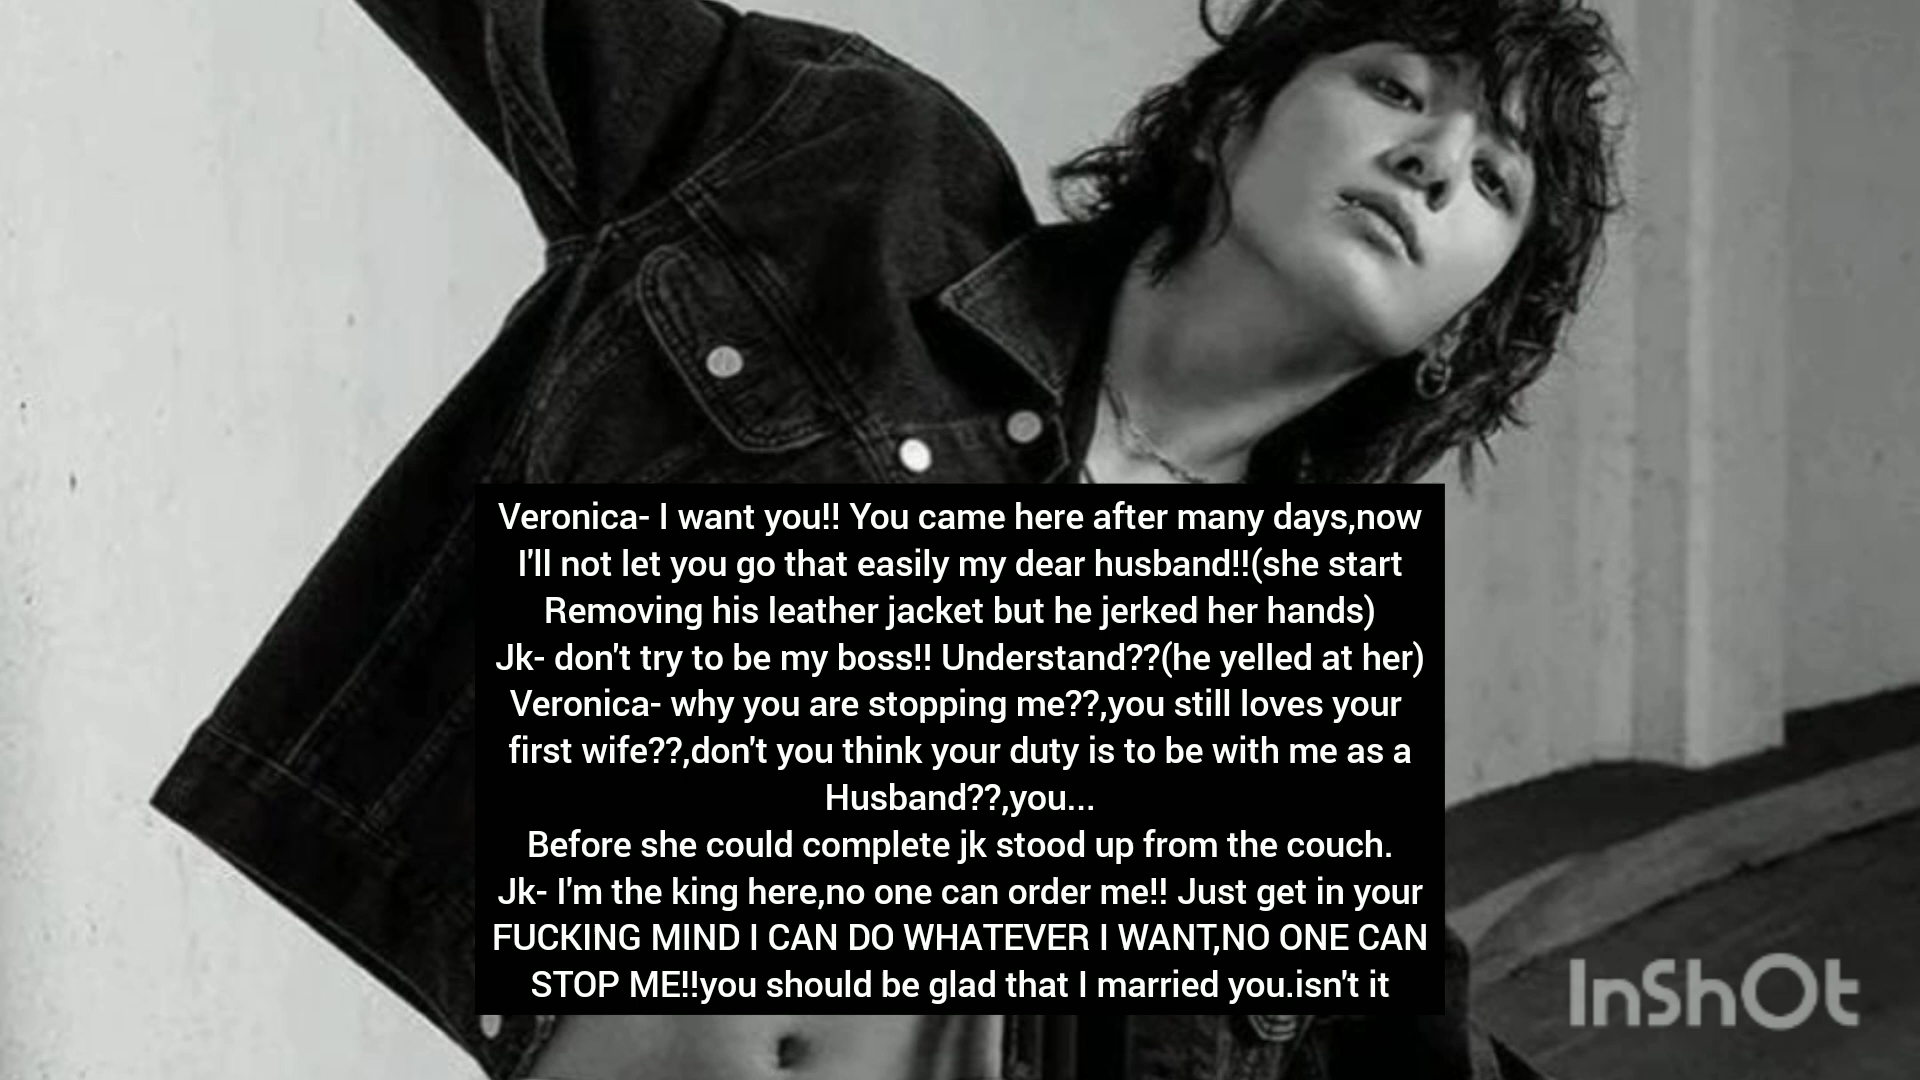 Veronica- I want you!! You came here after many days,now
I'll not let you go that easily my dear husband!!(she start
Removing his leather jacket but he jerked her hands)
Jk- don't try to be my boss!! Understand??(he yelled at her)
Veronica- why you are stopping me??,you still loves your
first wife??,don't you think your duty is to be with me as a
Husband??,you...
Before she could complete jk stood up from the couch.
Jk- I'm the king here,no one can order me!! Just get in your
FUCKING MIND I CAN DO WHATEVER I WANT,NO ONE CAN
STOP ME!!you should be glad that I married you.isn't it
InShOt